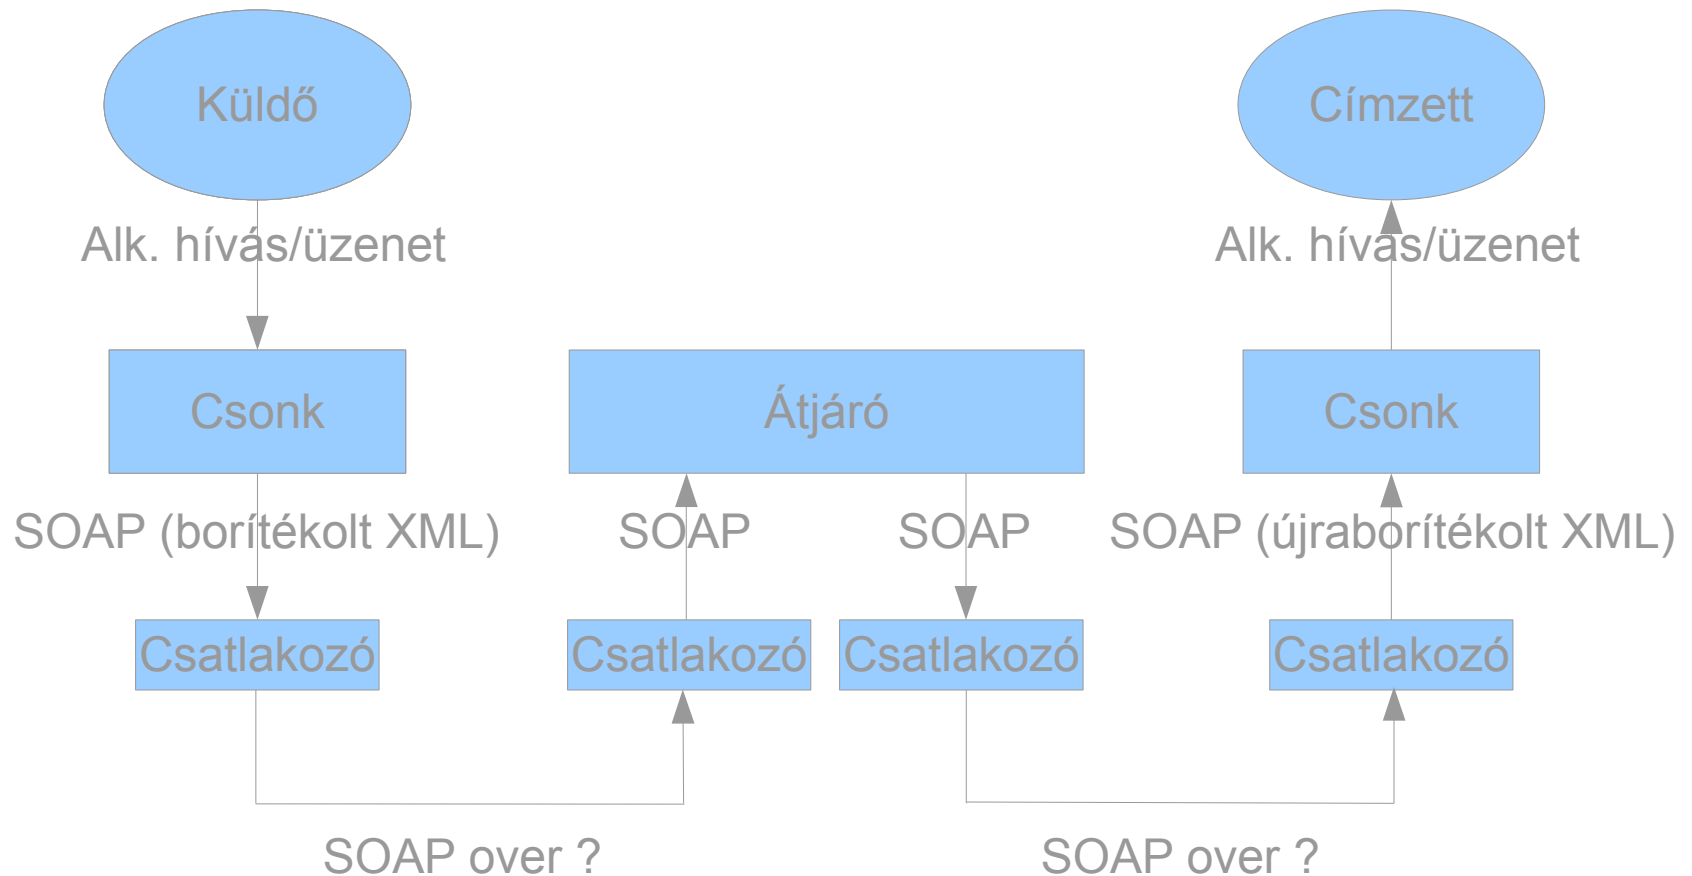 Küldő
Címzett
Alk. hívás/üzenet
Alk. hívás/üzenet
Csonk
Átjáró
Csonk
SOAP (borítékolt XML)
SOAP
SOAP
SOAP (újraborítékolt XML)
Csatlakozó
Csatlakozó
Csatlakozó
Csatlakozó
SOAP over ?
SOAP over ?